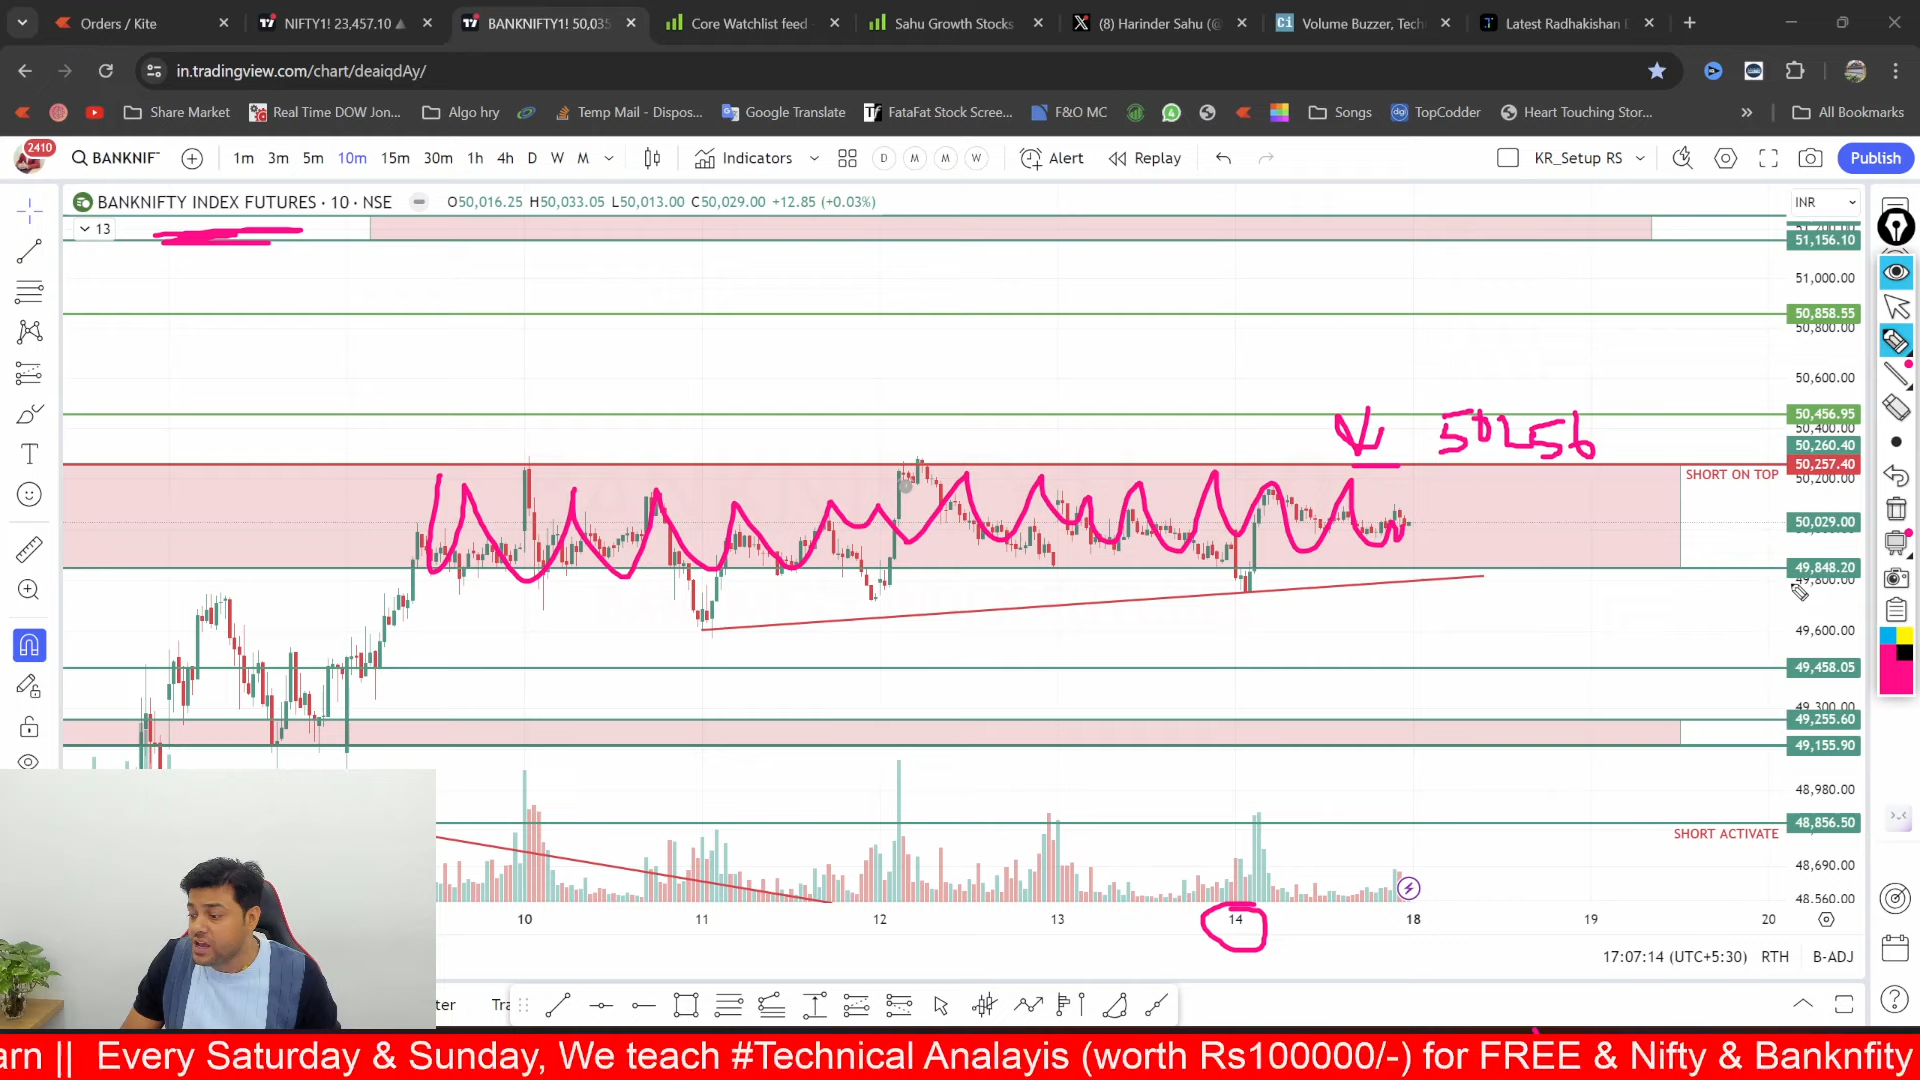 Orders / Kite
NIFTY1! 23,457.10
BANKNIFTY1! 50,035
Core Watchlist feed
Sahu Growth Stocks
(8) Harinder Sahu (@
Volume Buzzer, Tech
Latest Radhakishan
in.tradingview.com/chart/deaiqdAy/
Share Market
Real Time DOW Jon...
Algo hry
Temp Mail - Dispos...
Google Translate
FataFat Stock Scree...
F&O MC
Songs
TopCodder
Heart Touching Stor...
All Bookmarks
2410
BANKNIF
1m 3m 5m 10m 15m 30m 1h 4h D W M
Indicators
D M M W
Alert
Replay
KR_Setup RS
Publish
BANKNIFTY INDEX FUTURES · 10 · NSE
O50,016.25 H50,033.05 L50,013.00 C50,029.00 +12.85 (+0.03%)
INR
13
51,156.10
51,000.00
50,858.55
50,800.00
50,600.00
50,456.95
50,400.00
50256
50,260.40
50,257.40
SHORT ON TOP
50,200.00
50,029.00
49,848.20
49,800.00
49,600.00
49,458.05
49,300.00
49,255.60
49,155.90
48,980.00
48,856.50
SHORT ACTIVATE
48,690.00
48,560.00
10 11 12 13 14 18 19 20
17:07:14 (UTC+5:30) RTH B-ADJ
ter
Tra
arn || Every Saturday & Sunday, We teach #Technical Analayis (worth Rs100000/-) for FREE & Nifty & Banknfity